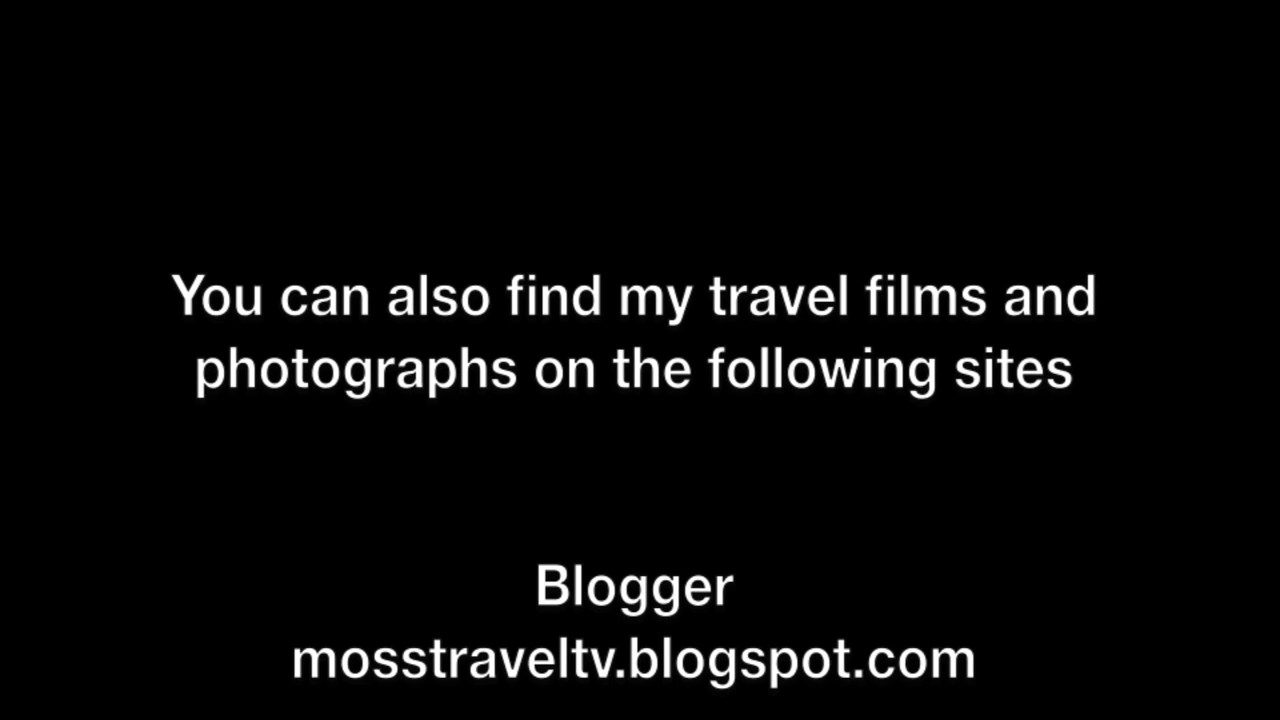 You can also find my travel films and
photographs on the following sites
Blogger
mosstraveltv.blogspot.com